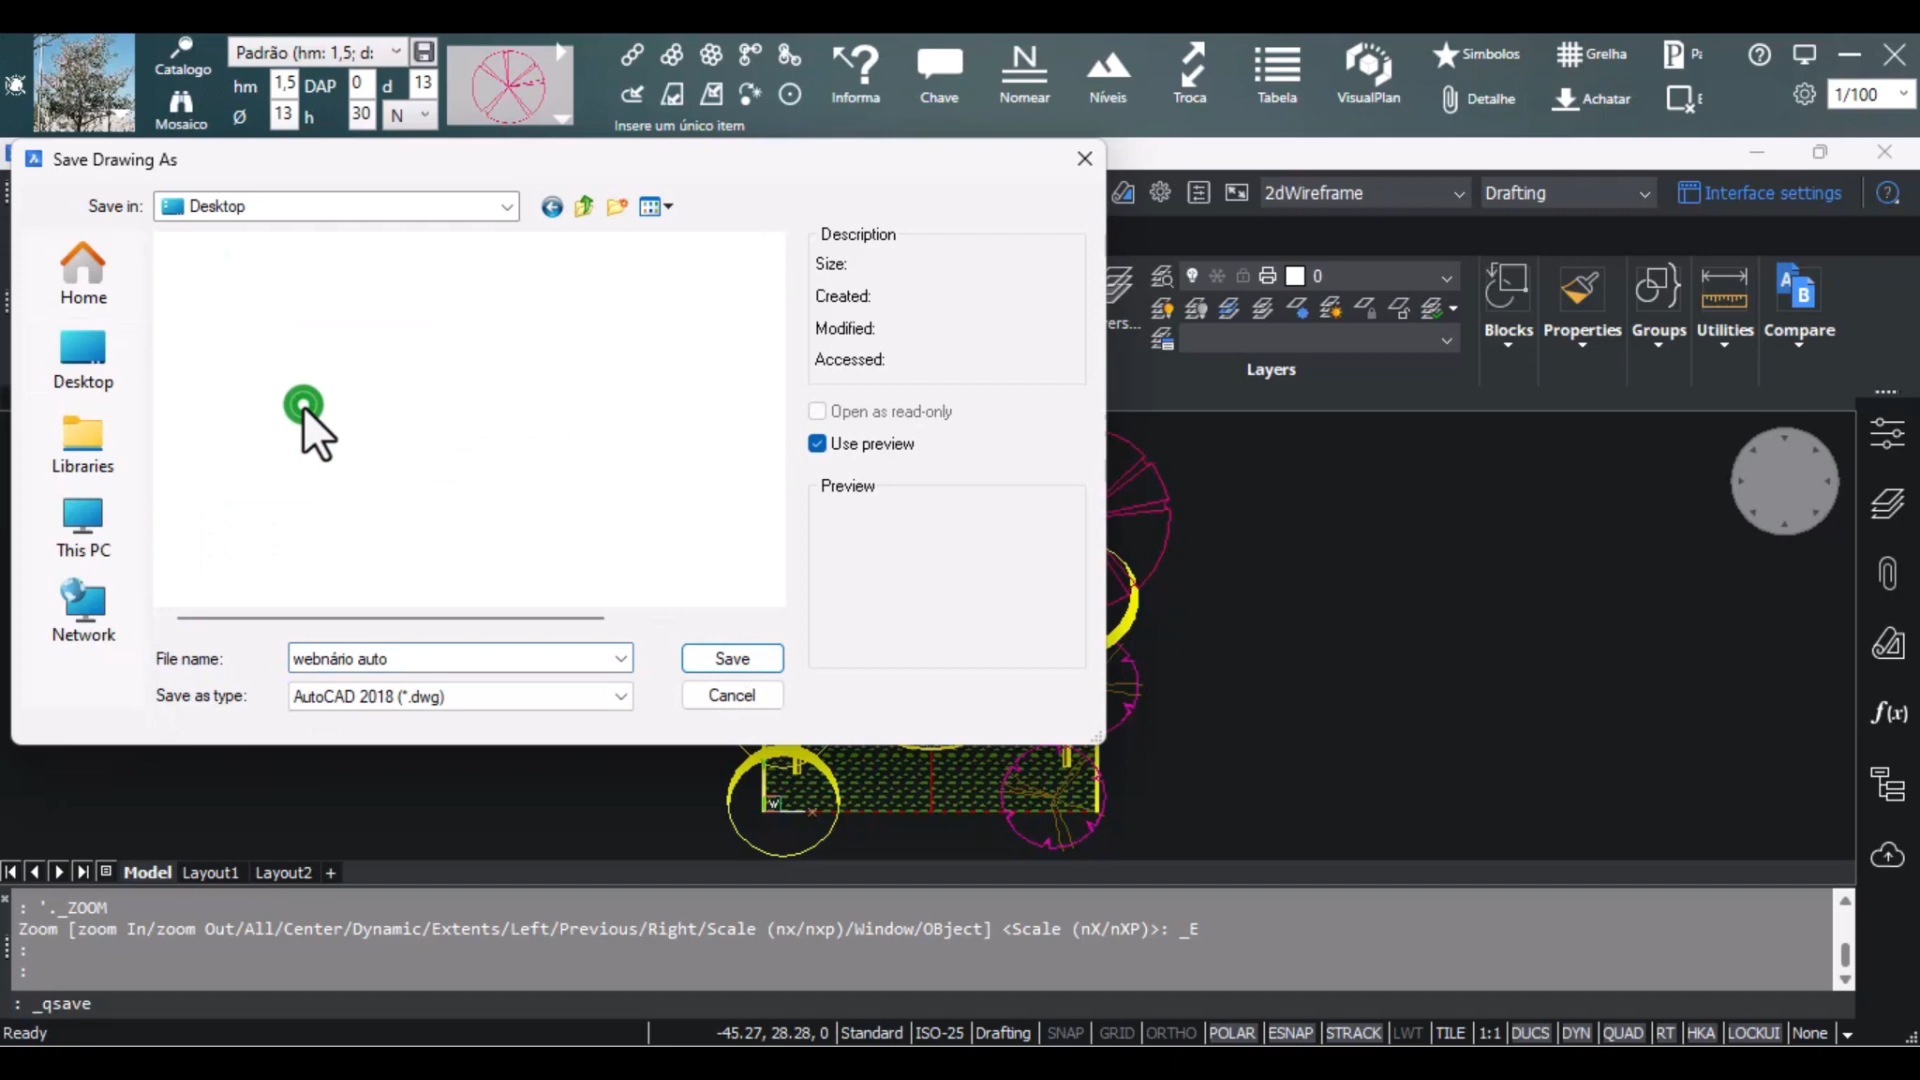 Catalogo
Mosaico
Padrão (hm: 1,5; d:
hm 1,5 DAP 0 d 13
Ø 13 h 30 N
Insere um único item
Informa
Chave
N
Nomear
Níveis
Troca
Tabela
VisualPlan
Simbolos
Detalhe
Grelha
Achatar
1/100
Save Drawing As
Save in: Desktop
Home
Desktop
Libraries
This PC
Network
Description
Size:
Created:
Modified:
Accessed:
Open as read-only
Use preview
Preview
File name: webnário auto
Save as type: AutoCAD 2018 (*.dwg)
Save
Cancel
2dWireframe
Drafting
Interface settings
0
Layers
Blocks
Properties
Groups
Utilities
Compare
A
B
f(x)
W
X
Model Layout1 Layout2 +
: '._ZOOM
Zoom [zoom In/zoom Out/All/Center/Dynamic/Extents/Left/Previous/Right/Scale (nx/nxp)/Window/OBject] <Scale (nX/nXP)>: _E
:
:
: _qsave
Ready
-45.27, 28.28, 0 Standard ISO-25 Drafting SNAP GRID ORTHO POLAR ESNAP STRACK LWT TILE 1:1 DUCS DYN QUAD RT HKA LOCKUI None